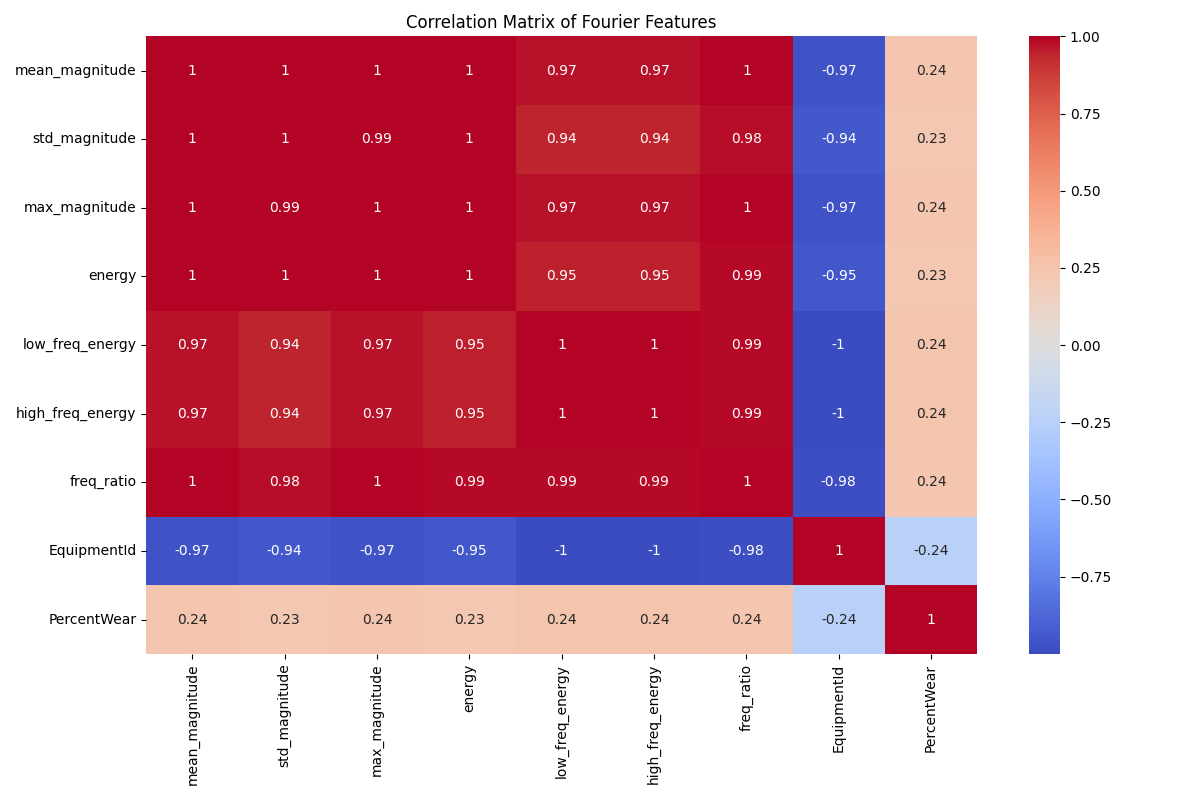 Correlation Matrix of Fourier Features
mean_magnitude 1 1 1 1 0.97 0.97 1 -0.97 0.24
std_magnitude 1 1 0.99 1 0.94 0.94 0.98 -0.94 0.23
max_magnitude 1 0.99 1 1 0.97 0.97 1 -0.97 0.24
energy 1 1 1 1 0.95 0.95 0.99 -0.95 0.23
low_freq_energy 0.97 0.94 0.97 0.95 1 1 0.99 -1 0.24
high_freq_energy 0.97 0.94 0.97 0.95 1 1 0.99 -1 0.24
freq_ratio 1 0.98 1 0.99 0.99 0.99 1 -0.98 0.24
EquipmentId -0.97 -0.94 -0.97 -0.95 -1 -1 -0.98 1 -0.24
PercentWear 0.24 0.23 0.24 0.23 0.24 0.24 0.24 -0.24 1
mean_magnitude
std_magnitude
max_magnitude
energy
low_freq_energy
high_freq_energy
freq_ratio
EquipmentId
PercentWear
1.00
0.75
0.50
0.25
0.00
−0.25
−0.50
−0.75